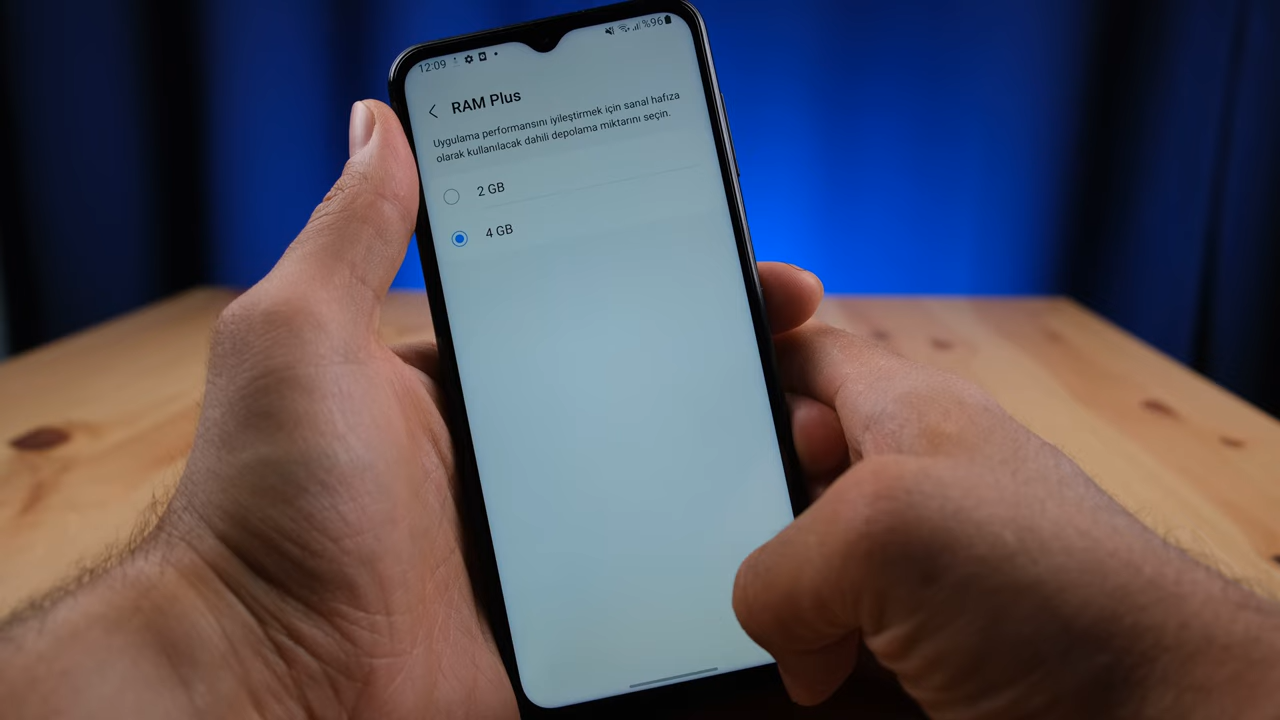 12:09 %96
RAM Plus
Uygulama performansını iyileştirmek için sanal hafıza
olarak kullanılacak dahili depolama miktarını seçin.
2 GB
4 GB